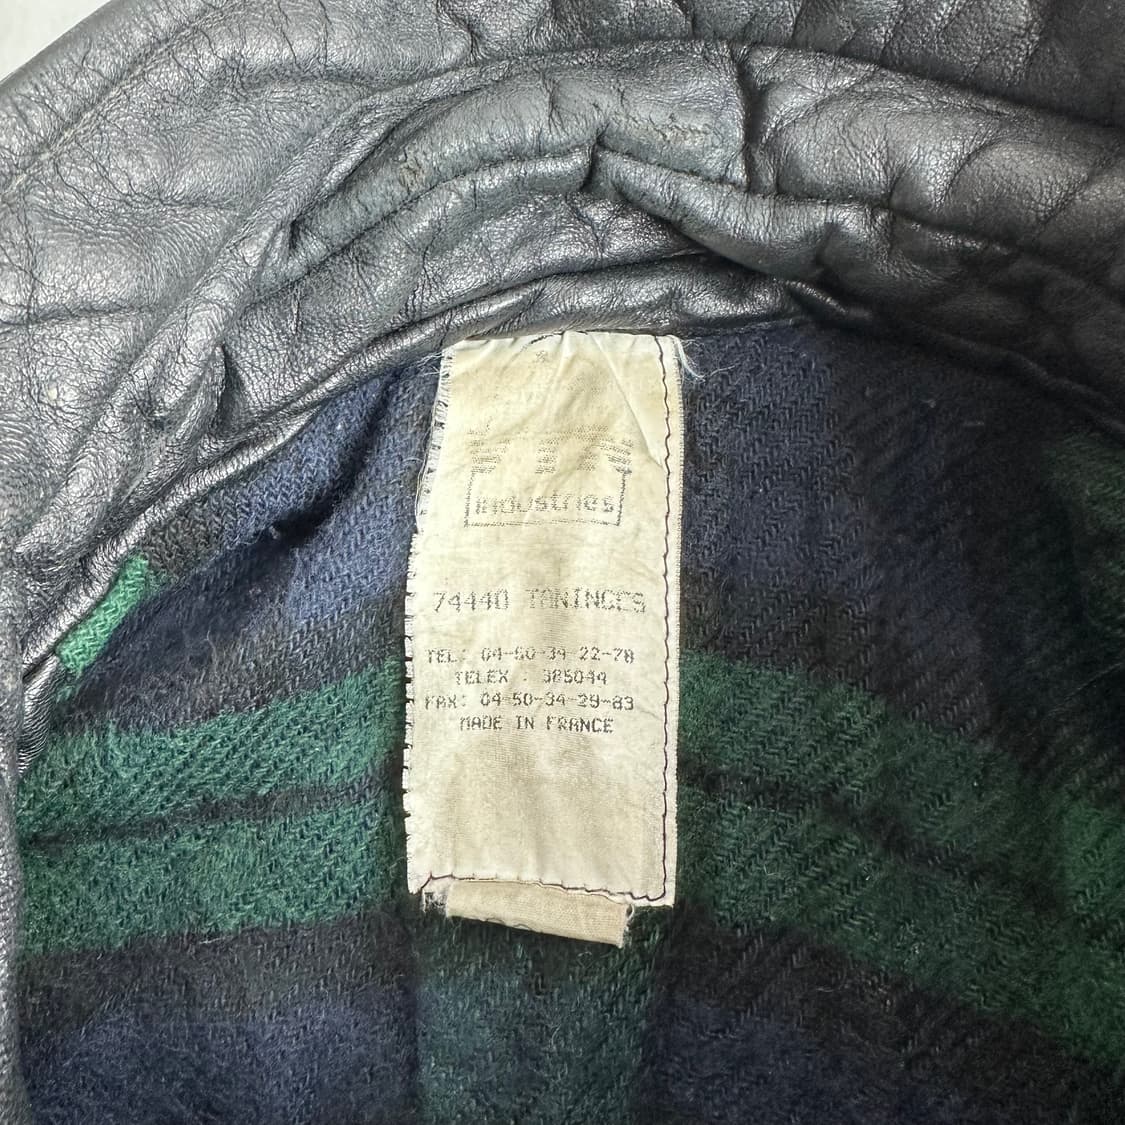 industries
74440 TANINGES
TEL: 04-50-34-22-78
TELEX : 385044
FAX: 04-50-34-29-83
MADE IN FRANCE